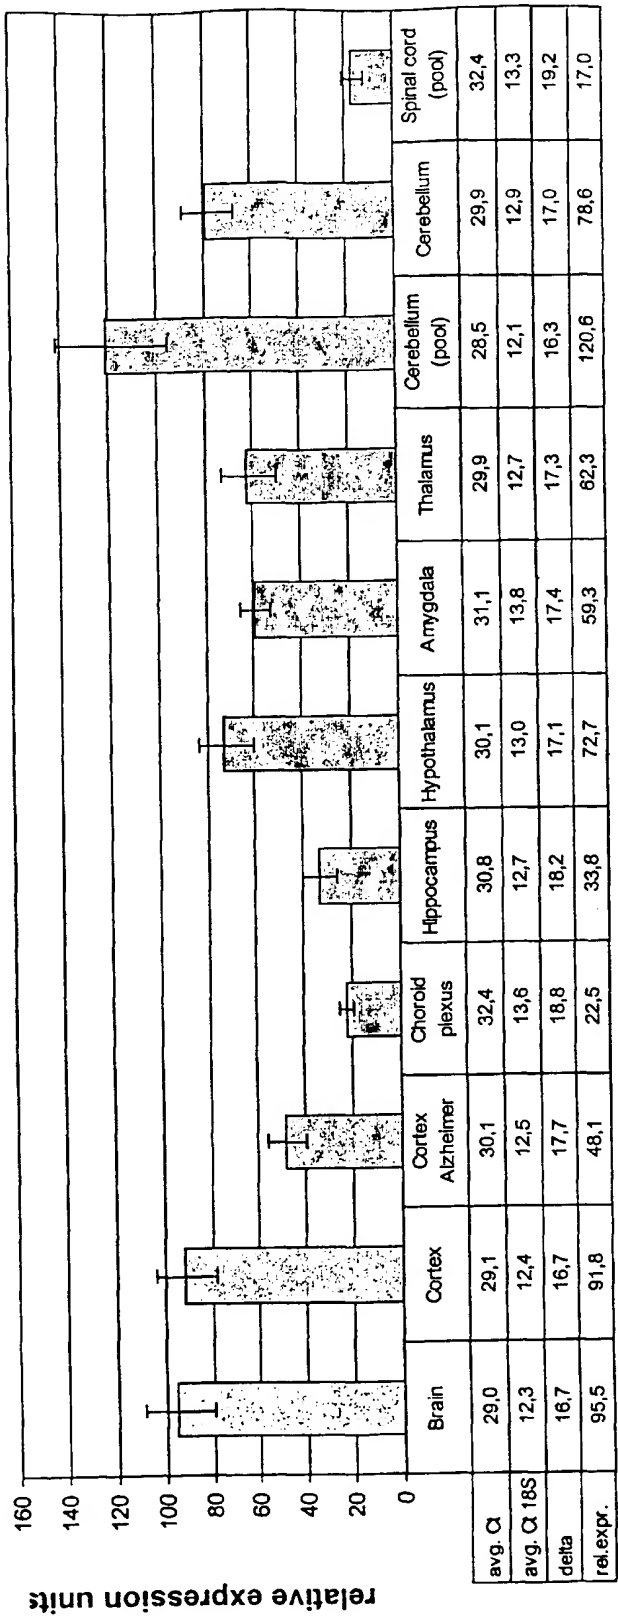 relative expression units
160
140
120
100
80
60
40
20
0
Brain Cortex Cortex Alzheimer Choroid plexus Hippocampus Hypothalamus Amygdala Thalamus Cerebellum (pool) Cerebellum Spinal cord (pool)
avg. Ct 29,0 29,1 30,1 32,4 30,8 30,1 31,1 29,9 28,5 29,9 32,4
avg. Ct 18S 12,3 12,4 12,5 13,6 12,7 13,0 13,8 12,7 12,1 12,9 13,3
delta 16,7 16,7 17,7 18,8 18,2 17,1 17,4 17,3 16,3 17,0 19,2
rel.expr. 95,5 91,8 48,1 22,5 33,8 72,7 59,3 62,3 120,6 78,6 17,0